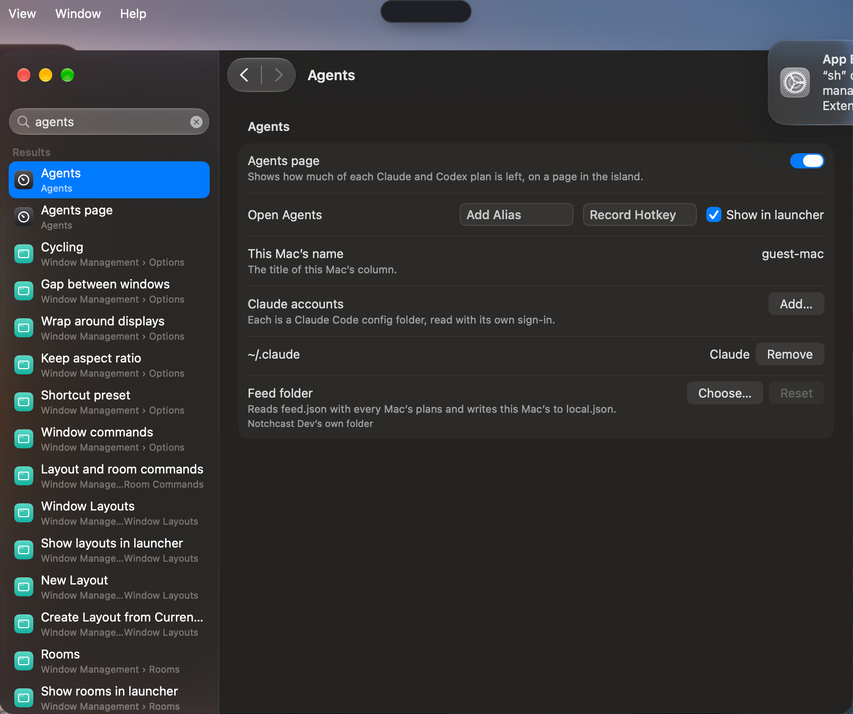 View Window Help
Agents
App
"sh"
mana
Exten
agents
Results
Agents
Agents
Agents page
Agents
Cycling
Window Management › Options
Gap between windows
Window Management › Options
Wrap around displays
Window Management › Options
Keep aspect ratio
Window Management › Options
Shortcut preset
Window Management › Options
Window commands
Window Management › Options
Layout and room commands
Window Manage...Room Commands
Window Layouts
Window Manage...Window Layouts
Show layouts in launcher
Window Manage...Window Layouts
New Layout
Window Manage...Window Layouts
Create Layout from Curren...
Window Manage...Window Layouts
Rooms
Window Management › Rooms
Show rooms in launcher
Window Management › Rooms
Agents
Agents page
Shows how much of each Claude and Codex plan is left, on a page in the island.
Open Agents Add Alias Record Hotkey Show in launcher
This Mac's name guest-mac
The title of this Mac's column.
Claude accounts Add...
Each is a Claude Code config folder, read with its own sign-in.
~/.claude Claude Remove
Feed folder Choose... Reset
Reads feed.json with every Mac's plans and writes this Mac's to local.json.
Notchcast Dev's own folder